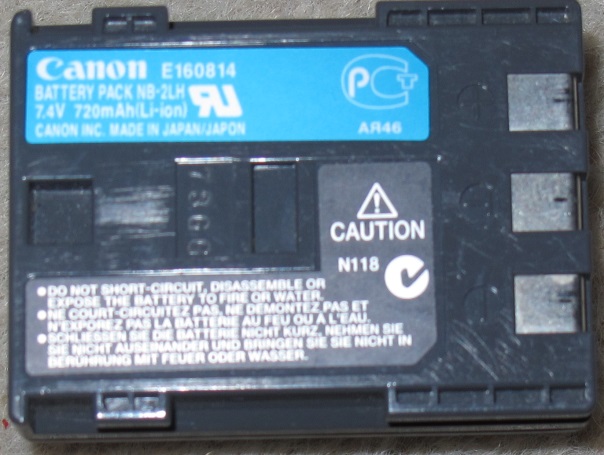 Canon E160814
BATTERY PACK NB-2LH
7.4V 720mAh(Li-ion)
CANON INC. MADE IN JAPAN/JAPON
РСТ
АЯ46
CAUTION
N118
•DO NOT SHORT-CIRCUIT, DISASSEMBLE OR
EXPOSE THE BATTERY TO FIRE OR WATER.
•NE COURT-CIRCUITEZ PAS, NE DÉMONTEZ PAS ET
N'EXPOREZ PAS LA BATTERIE AU FEU OU À L'EAU.
•SCHLIESSEN SIE DIE BATTERIE NICHT KURZ, NEHMEN SIE
SIE NICHT AUSEINANDER UND BRINGEN SIE SIE NICHT IN
BERÜHRUNG MIT FEUER ODER WASSER.